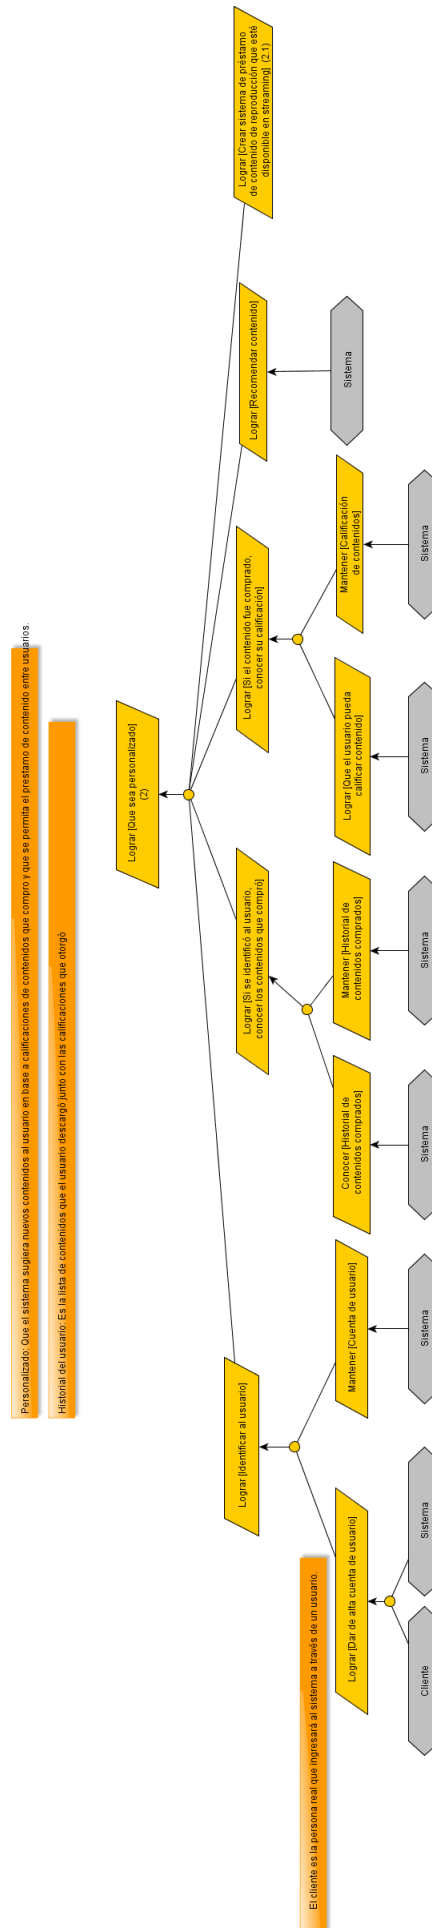 Personalizado: Que el sistema sugiera nuevos contenidos al usuario en base a calificaciones de contenidos que compro y que se permita el prestamo de contenido entre usuarios.
Historial del usuario: Es la lista de contenidos que el usuario descargò junto con las calificaciones que otorgò
Lograr [Que sea personalizado]
(2)
Lograr [Identificar al usuario]
Lograr [Si se identificó al usuario,
conocer los contenidos que compró]
Lograr [Si el contenido fue comprado,
conocer su calificación]
Lograr [Recomendar contenido]
Lograr [Crear sistema de préstamo
de contenido de reproducción que esté
disponible en streaming] (2.1)
El cliente es la persona real que ingresará al sistema a través de un usuario.
Lograr [Dar de alta cuenta de usuario]
Mantener [Cuenta de usuario]
Conocer [Historial de
contenidos comprados]
Mantener [Historial de
contenidos comprados]
Lograr [Que el usuario pueda
calificar contenido]
Mantener [Calificación
de contenidos]
Sistema
Cliente
Sistema
Sistema
Sistema
Sistema
Sistema
Sistema